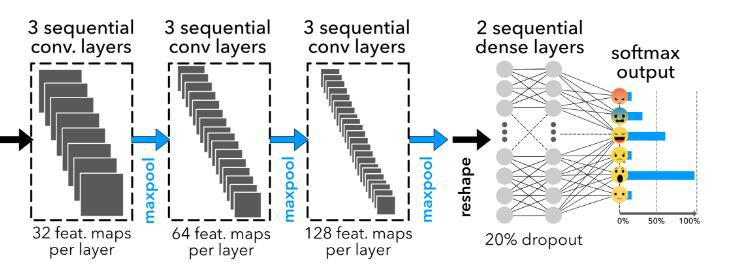 3 sequential
conv. layers
3 sequential
conv layers
3 sequential
conv layers
2 sequential
dense layers
softmax
output
maxpool
maxpool
maxpool
reshape
32 feat. maps
per layer
64 feat. maps
per layer
128 feat. maps
per layer
20% dropout
0%
50%
100%